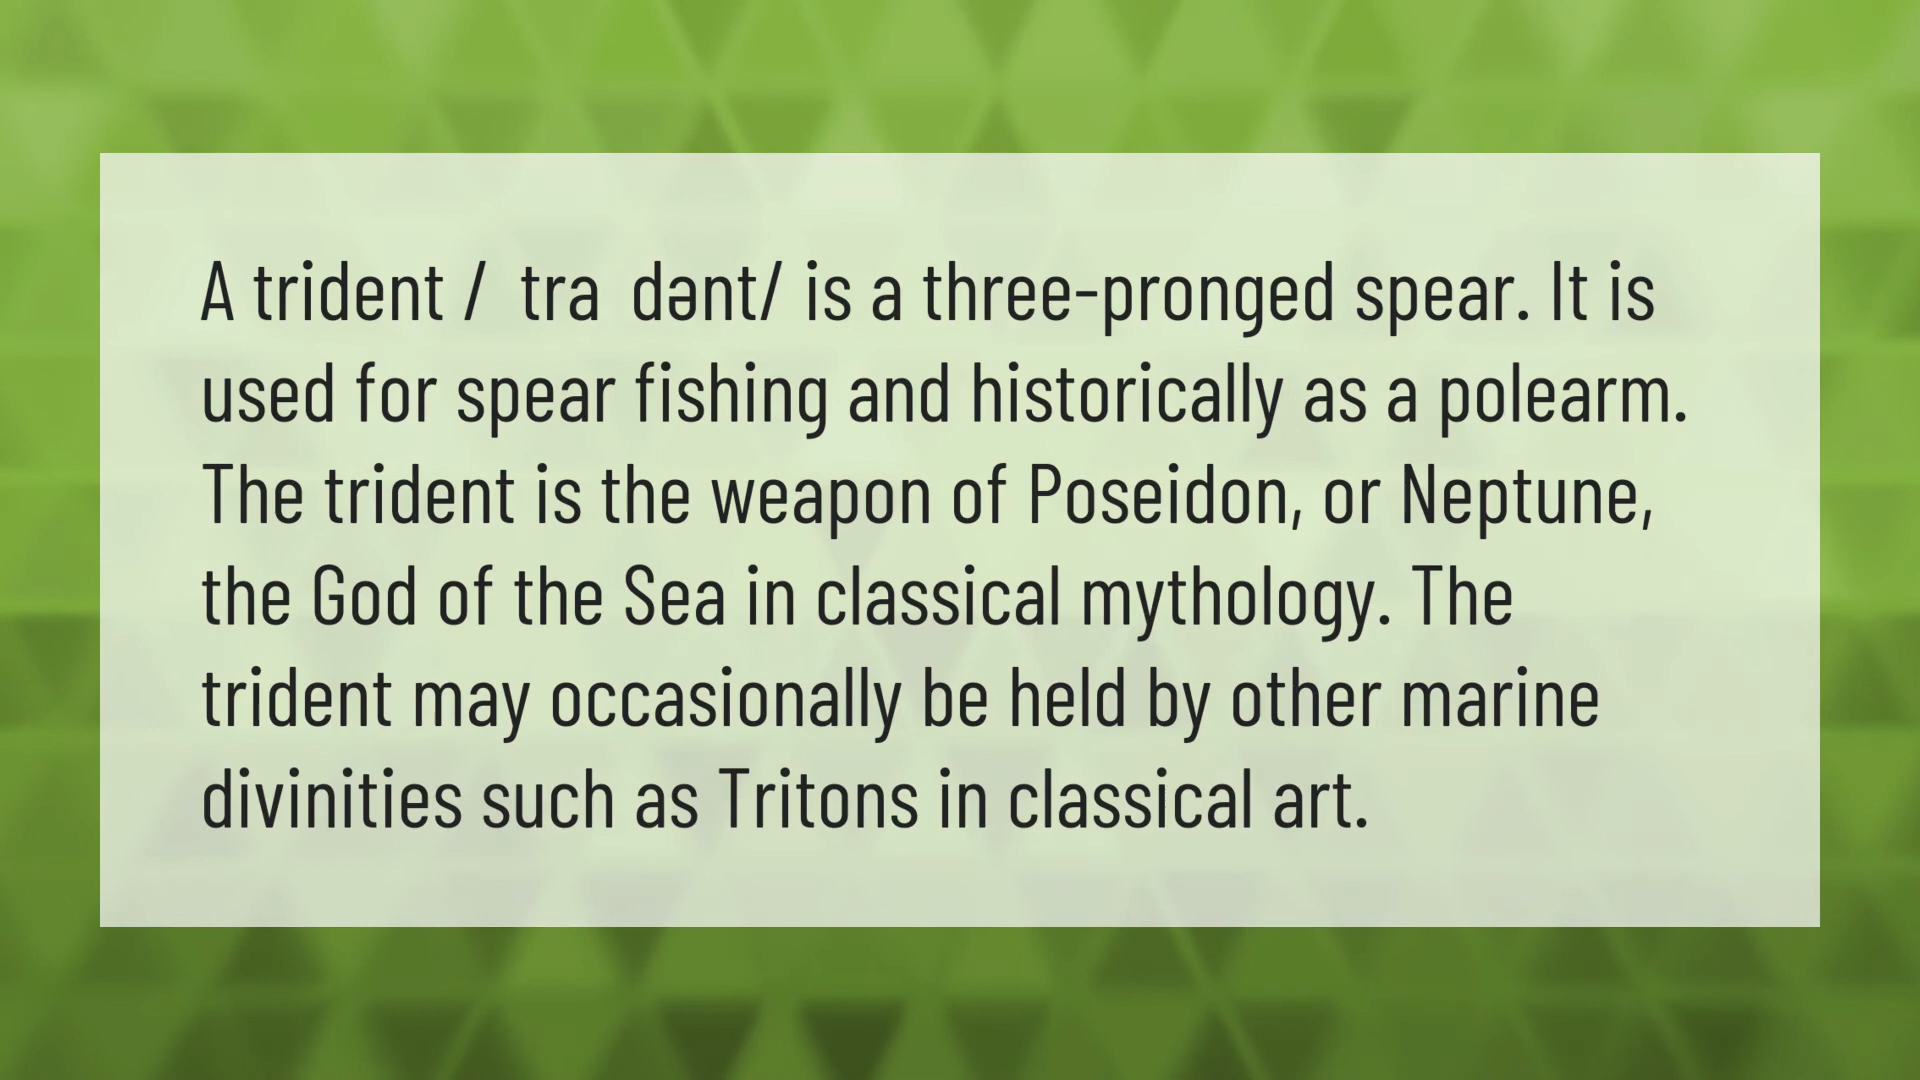 A trident /  tra  dənt/ is a three-pronged spear. It is
used for spear fishing and historically as a polearm.
The trident is the weapon of Poseidon, or Neptune,
the God of the Sea in classical mythology. The
trident may occasionally be held by other marine
divinities such as Tritons in classical art.